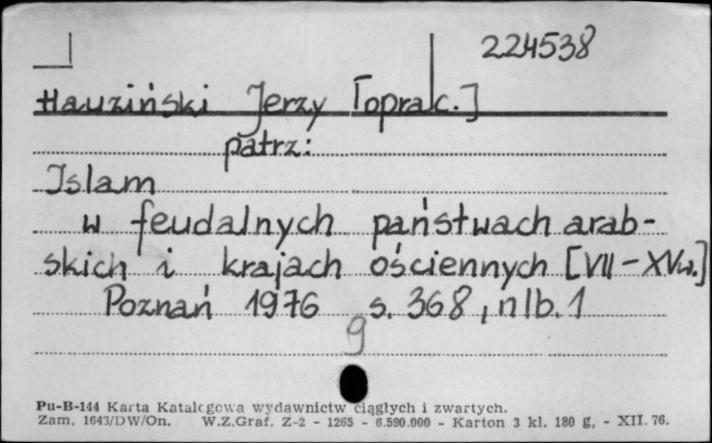 224538
Hauziński Jerzy [oprac.]
patrz:
Islam
w feudalnych państwach arab-
skich i krajach ościennych [VII-XVw.]
Poznań 1976 s. 368, nlb. 1
9
Pu-B-144 Karta Katalogowa wydawnictw ciągłych i zwartych.
Zam. 1643/DW/On. W.Z.Graf. Z-2 - 1265 - 6.590.000 - Karton 3 kl. 180 g, - XII. 76.